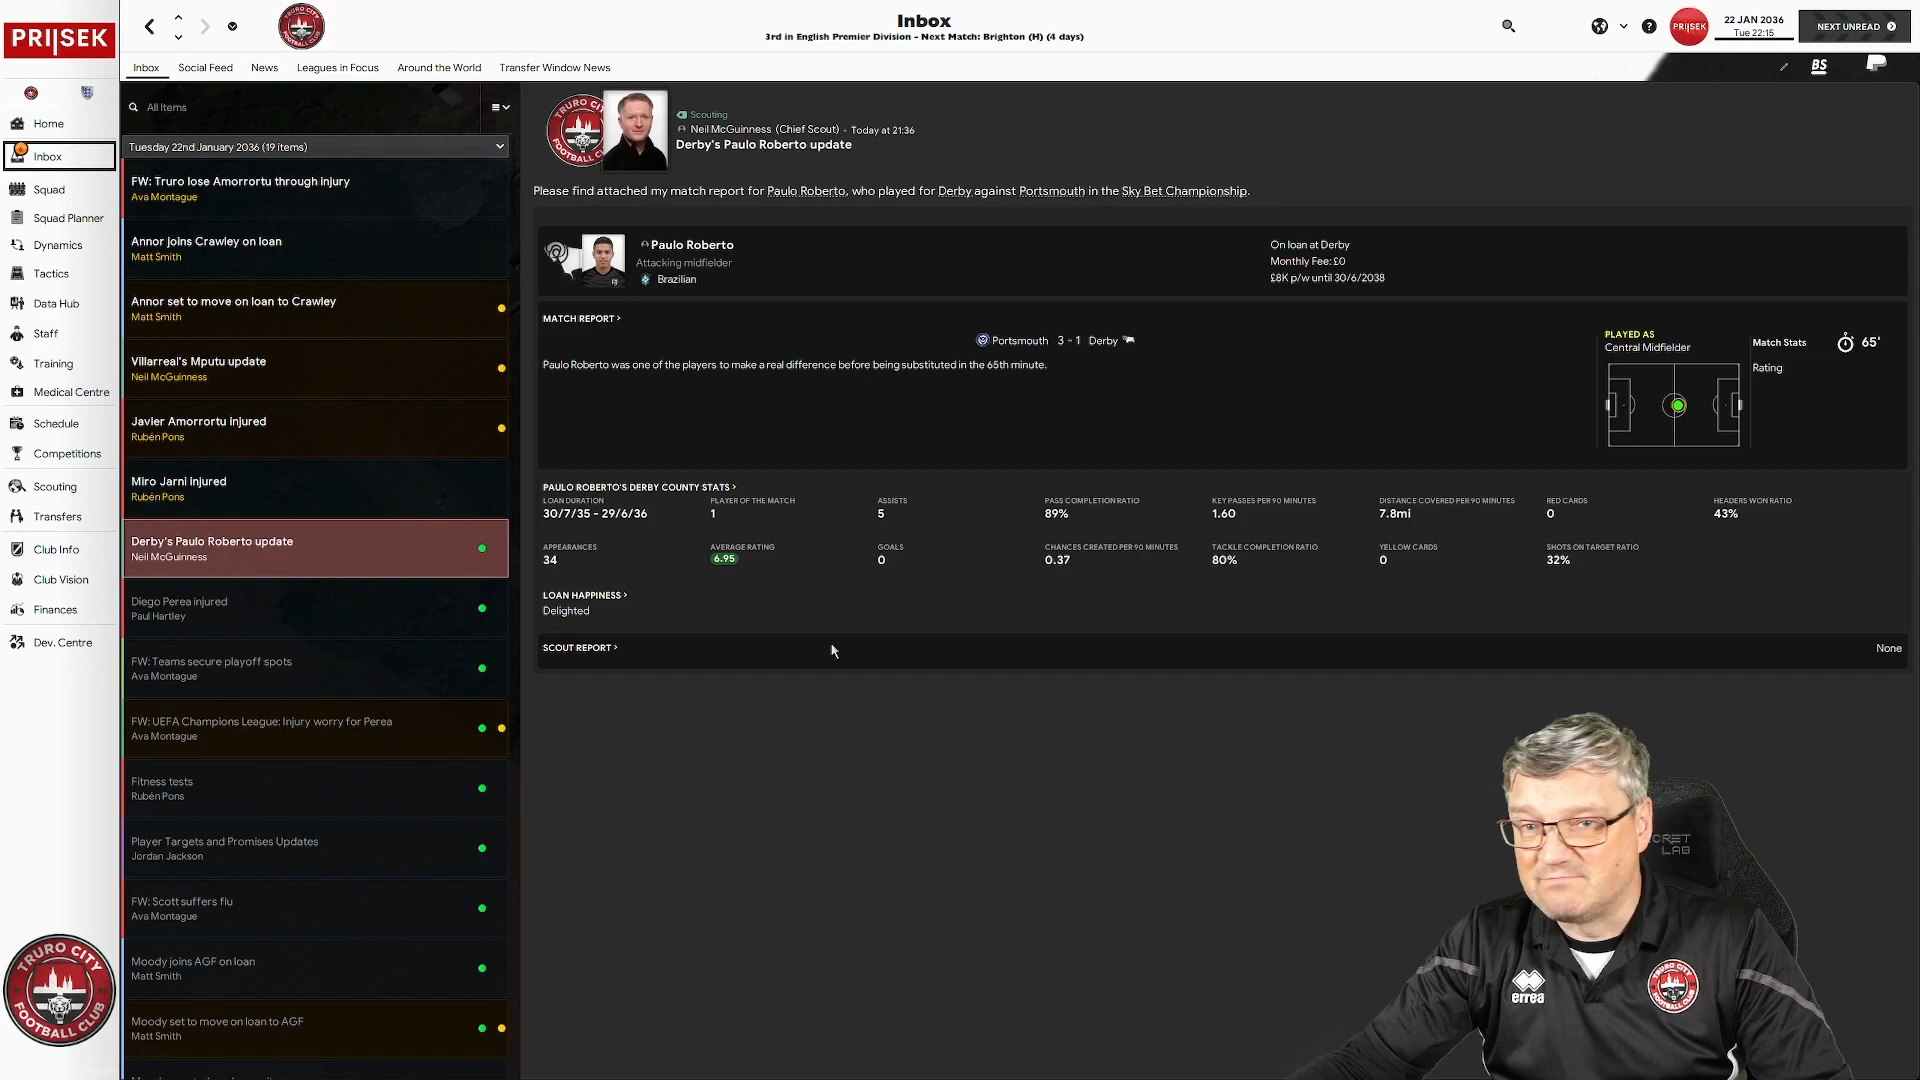 PRIJSEK
Inbox
3rd in English Premier Division - Next Match: Brighton (H) (4 days)
PRIJSEK
22 JAN 2036
Tue 22:15
NEXT UNREAD
Inbox
Social Feed
News
Leagues in Focus
Around the World
Transfer Window News
BS
Home
Inbox
Squad
Squad Planner
Dynamics
Tactics
Data Hub
Staff
Training
Medical Centre
Schedule
Competitions
Scouting
Transfers
Club Info
Club Vision
Finances
Dev. Centre
TRURO CITY
FOOTBALL CLUB
All Items
Tuesday 22nd January 2036 (19 items)
FW: Truro lose Amorrortu through injury
Ava Montague
Annor joins Crawley on loan
Matt Smith
Annor set to move on loan to Crawley
Matt Smith
Villarreal's Mputu update
Neil McGuinness
Javier Amorrortu injured
Rubén Pons
Miro Jarni injured
Rubén Pons
Derby's Paulo Roberto update
Neil McGuinness
Diego Perea injured
Paul Hartley
FW: Teams secure playoff spots
Ava Montague
FW: UEFA Champions League: Injury worry for Perea
Ava Montague
Fitness tests
Rubén Pons
Player Targets and Promises Updates
Jordan Jackson
FW: Scott suffers flu
Ava Montague
Moody joins AGF on loan
Matt Smith
Moody set to move on loan to AGF
Matt Smith
Scouting
Neil McGuinness (Chief Scout) - Today at 21:36
Derby's Paulo Roberto update
Please find attached my match report for Paulo Roberto, who played for Derby against Portsmouth in the Sky Bet Championship.
Paulo Roberto
Attacking midfielder
Brazilian
On loan at Derby
Monthly Fee: £0
£8K p/w until 30/6/2038
MATCH REPORT >
Portsmouth 3 - 1 Derby
Paulo Roberto was one of the players to make a real difference before being substituted in the 65th minute.
PLAYED AS
Central Midfielder
Match Stats
65'
Rating
PAULO ROBERTO'S DERBY COUNTY STATS >
LOAN DURATION
30/7/35 - 29/6/36
PLAYER OF THE MATCH
1
ASSISTS
5
PASS COMPLETION RATIO
89%
KEY PASSES PER 90 MINUTES
1.60
DISTANCE COVERED PER 90 MINUTES
7.8mi
RED CARDS
0
HEADERS WON RATIO
43%
APPEARANCES
34
AVERAGE RATING
6.95
GOALS
0
CHANCES CREATED PER 90 MINUTES
0.37
TACKLE COMPLETION RATIO
80%
YELLOW CARDS
0
SHOTS ON TARGET RATIO
32%
LOAN HAPPINESS >
Delighted
SCOUT REPORT >
None
CRET
LAB
errea
TRURO CITY
FOOTBALL CLUB